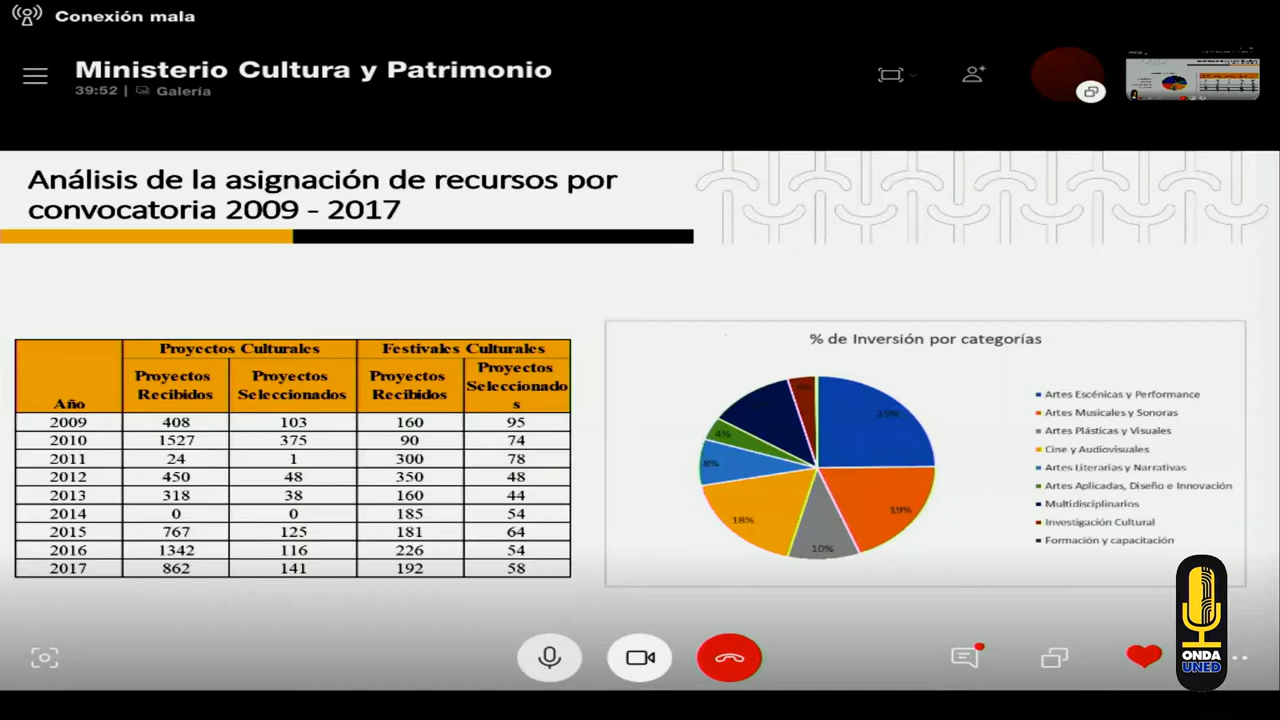 Conexión mala
Ministerio Cultura y Patrimonio
39:52 | Galería
Análisis de la asignación de recursos por
convocatoria 2009 - 2017
Proyectos Culturales Festivales Culturales
Año Proyectos Recibidos Proyectos Seleccionados Proyectos Recibidos Proyectos Seleccionado s
2009 408 103 160 95
2010 1527 375 90 74
2011 24 1 300 78
2012 450 48 350 48
2013 318 38 160 44
2014 0 0 185 54
2015 767 125 181 64
2016 1342 116 226 54
2017 862 141 192 58
% de Inversión por categorías
25%
19%
10%
18%
8%
4%
Artes Escénicas y Performance
Artes Musicales y Sonoras
Artes Plásticas y Visuales
Cine y Audiovisuales
Artes Literarias y Narrativas
Artes Aplicadas, Diseño e Innovación
Multidisciplinarios
Investigación Cultural
Formación y capacitación
ONDA
UNED